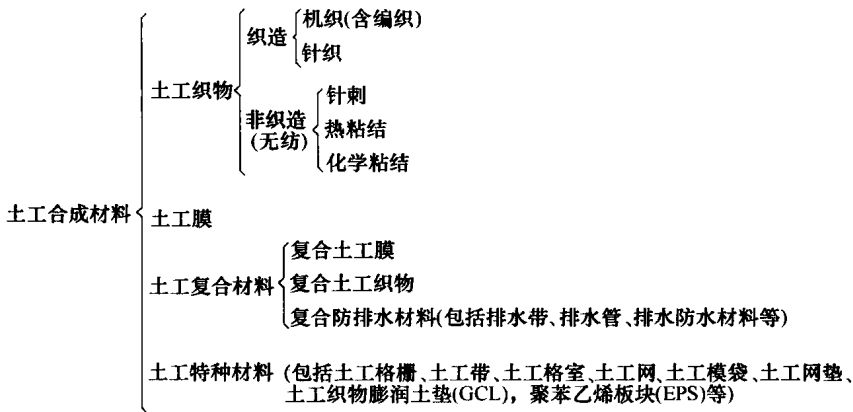 土工合成材料
土工织物
织造
机织(含编织)
针织
非织造
(无纺)
针刺
热粘结
化学粘结
土工膜
土工复合材料
复合土工膜
复合土工织物
复合防排水材料(包括排水带、排水管、排水防水材料等)
土工特种材料 (包括土工格栅、土工带、土工格室、土工网、土工模袋、土工网垫、
土工织物膨润土垫(GCL)，聚苯乙烯板块(EPS)等)